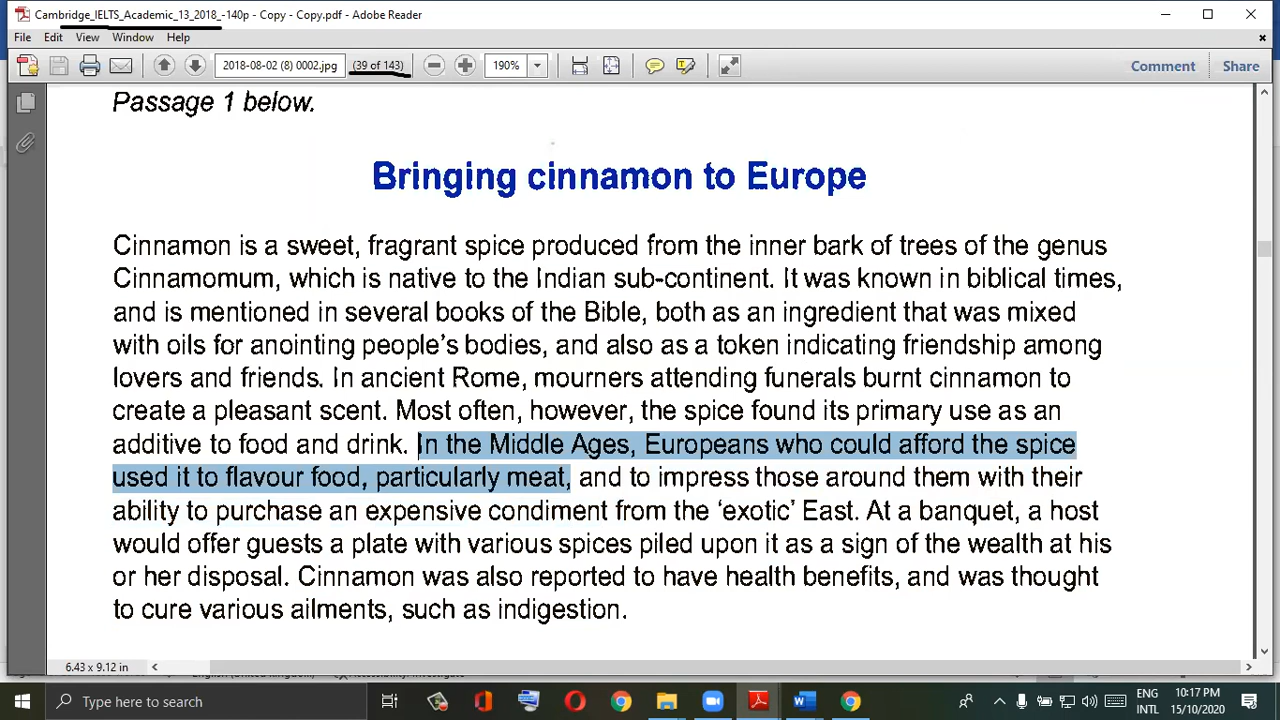 Cambridge_IELTS_Academic_13_2018_-140p - Copy - Copy.pdf - Adobe Reader
File Edit View Window Help
2018-08-02 (8) 0002.jpg (39 of 143) 190% Comment Share
Passage 1 below.
Bringing cinnamon to Europe
Cinnamon is a sweet, fragrant spice produced from the inner bark of trees of the genus
Cinnamomum, which is native to the Indian sub-continent. It was known in biblical times,
and is mentioned in several books of the Bible, both as an ingredient that was mixed
with oils for anointing people's bodies, and also as a token indicating friendship among
lovers and friends. In ancient Rome, mourners attending funerals burnt cinnamon to
create a pleasant scent. Most often, however, the spice found its primary use as an
additive to food and drink. In the Middle Ages, Europeans who could afford the spice
used it to flavour food, particularly meat, and to impress those around them with their
ability to purchase an expensive condiment from the 'exotic' East. At a banquet, a host
would offer guests a plate with various spices piled upon it as a sign of the wealth at his
or her disposal. Cinnamon was also reported to have health benefits, and was thought
to cure various ailments, such as indigestion.
6.43 x 9.12 in
Type here to search
ENG 10:17 PM
INTL 15/10/2020